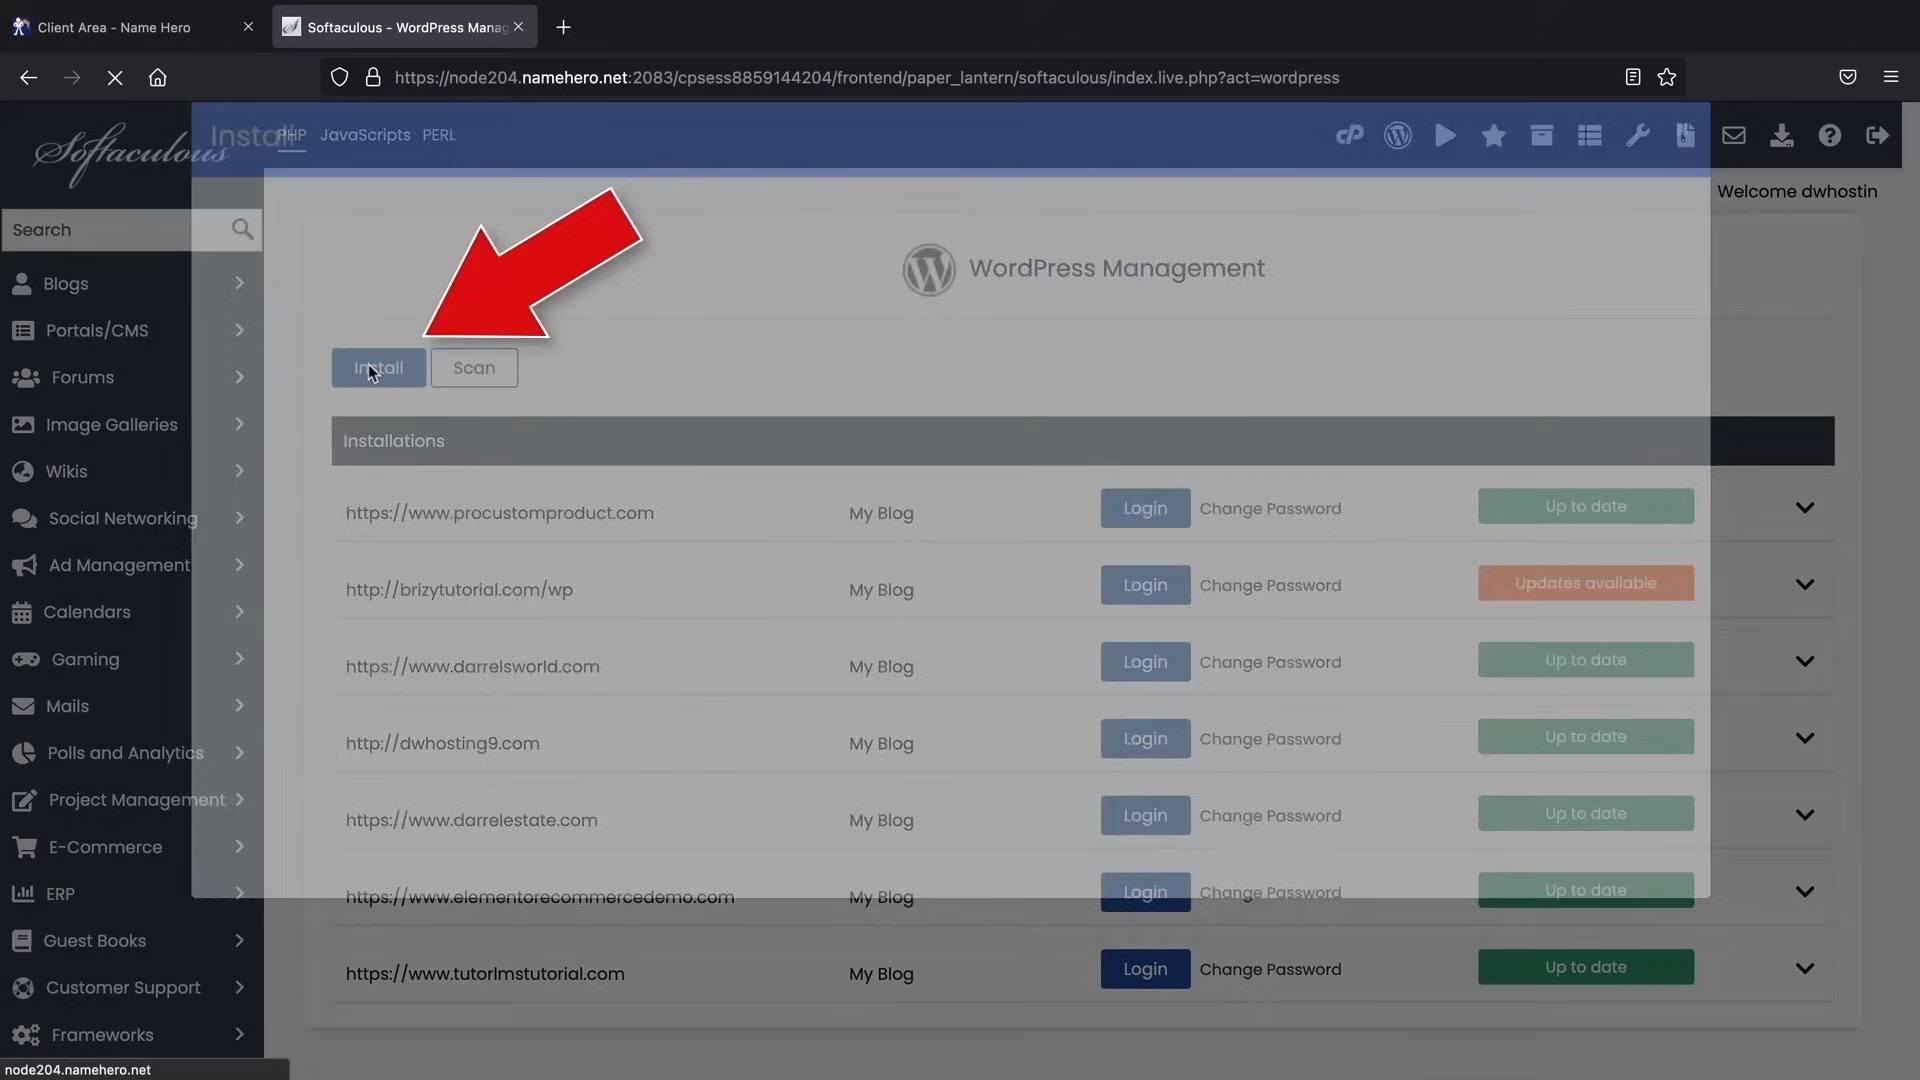 Client Area - Name Hero
Softaculous - WordPress Mana
https://node204.namehero.net:2083/cpsess8859144204/frontend/paper_lantern/softaculous/index.live.php?act=wordpress
Softaculous
Install
PHP JavaScripts PERL
Welcome dwhostin
Search
WordPress Management
Blogs
Portals/CMS
Forums
Image Galleries
Wikis
Social Networking
Ad Management
Calendars
Gaming
Mails
Polls and Analytics
Project Management
E-Commerce
ERP
Guest Books
Customer Support
Frameworks
Install Scan
Installations
https://www.procustomproduct.com My Blog Login Change Password Up to date
http://brizytutorial.com/wp My Blog Login Change Password Updates available
https://www.darrelsworld.com My Blog Login Change Password Up to date
http://dwhosting9.com My Blog Login Change Password Up to date
https://www.darrelestate.com My Blog Login Change Password Up to date
https://www.elementorecommercedemo.com My Blog Login Change Password Up to date
https://www.tutorlmstutorial.com My Blog Login Change Password Up to date
node204.namehero.net